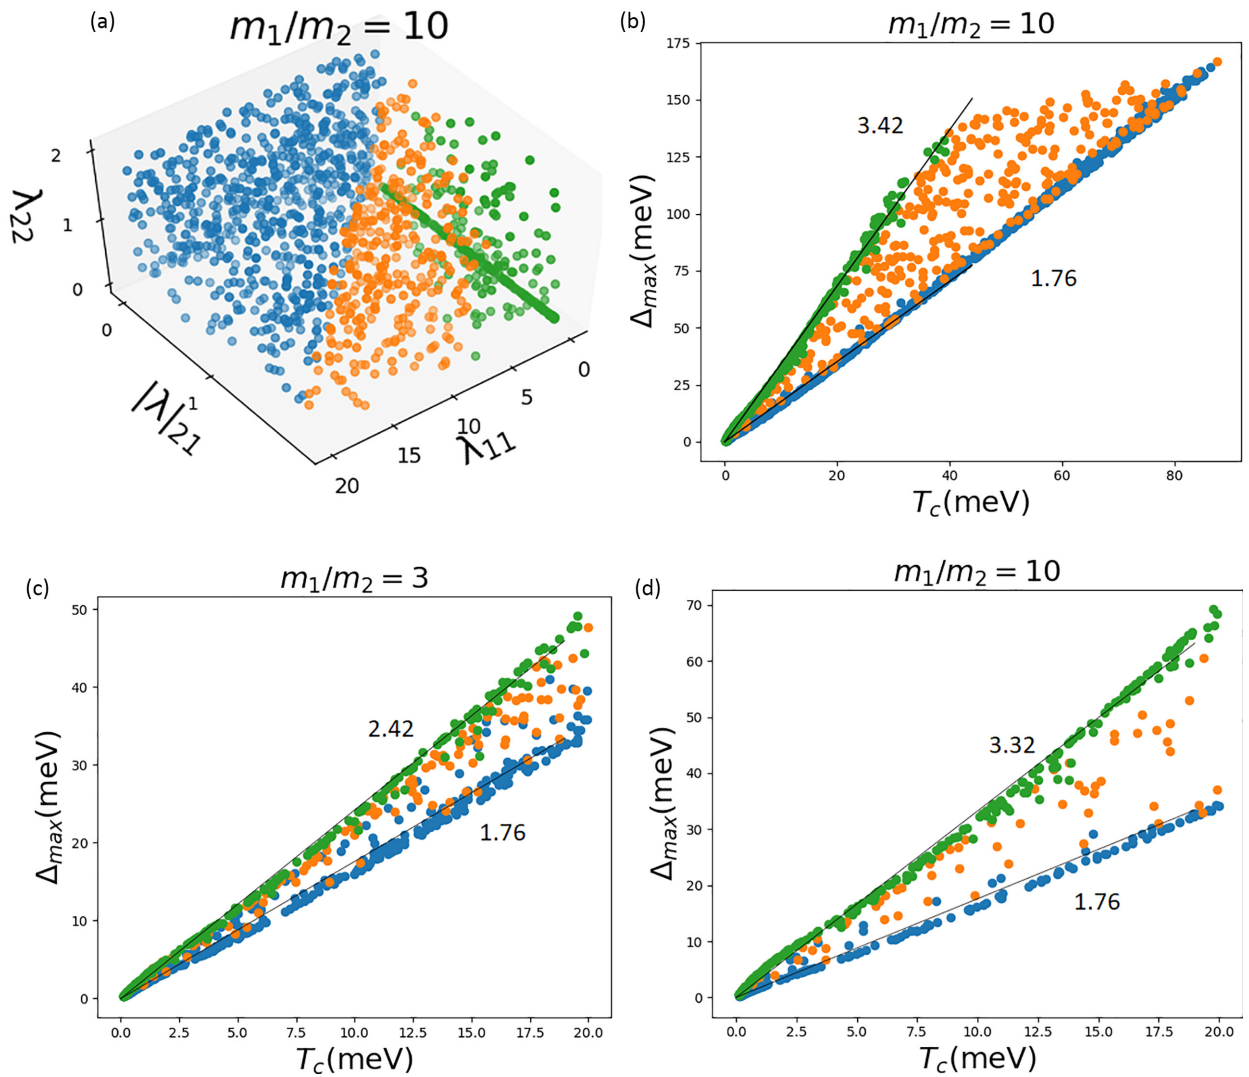 (a)
m₁/m₂ = 10
λ₂₂
2
1
0
0
1
|λ|₂₁
20
15
10
5
0
λ₁₁
(b)
m₁/m₂ = 10
Δₘₐₓ(meV)
175
150
125
100
75
50
25
0
3.42
1.76
0 20 40 60 80
T_c(meV)
(c)
m₁/m₂ = 3
Δₘₐₓ(meV)
50
40
30
20
10
0
2.42
1.76
0.0 2.5 5.0 7.5 10.0 12.5 15.0 17.5 20.0
T_c(meV)
(d)
m₁/m₂ = 10
Δₘₐₓ(meV)
70
60
50
40
30
20
10
0
3.32
1.76
0.0 2.5 5.0 7.5 10.0 12.5 15.0 17.5 20.0
T_c(meV)